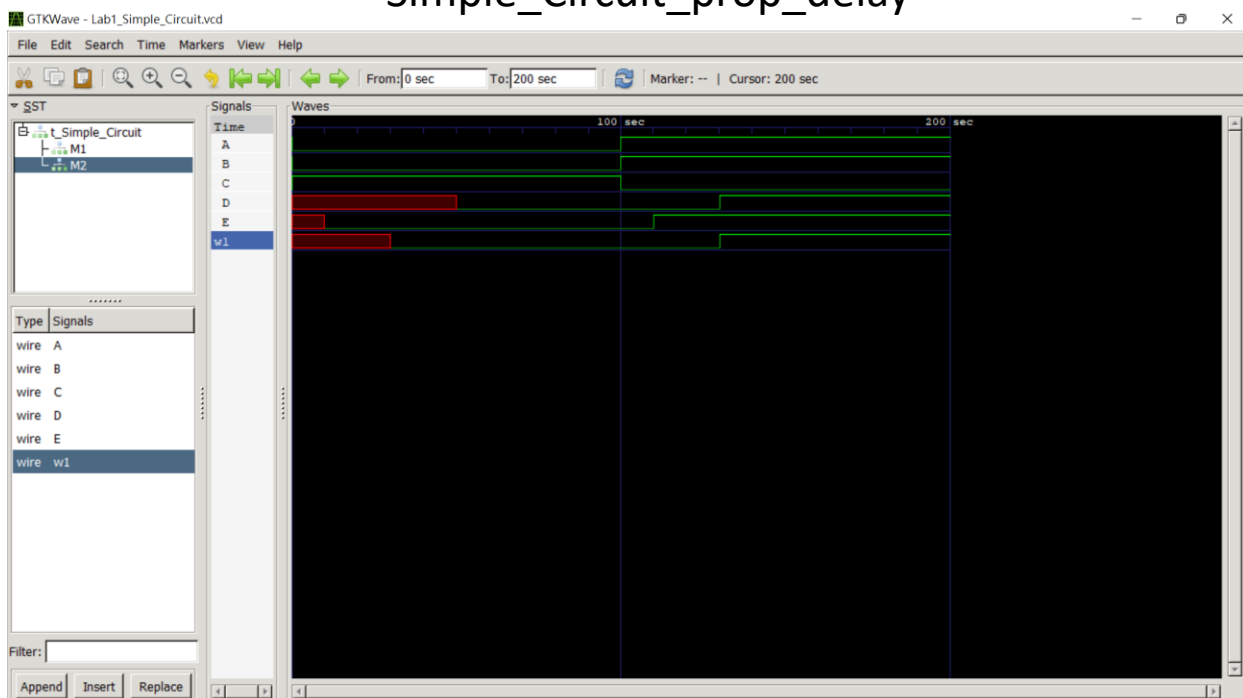 Simple_Circuit_prop_delay
GTKWave - Lab1_Simple_Circuit.vcd
File Edit Search Time Markers View Help
From: 0 sec To: 200 sec Marker: -- | Cursor: 200 sec
SST
t_Simple_Circuit
M1
M2
Type Signals
wire A
wire B
wire C
wire D
wire E
wire w1
Filter:
Append Insert Replace
Signals
Time
A
B
C
D
E
w1
Waves
100 sec 200 sec